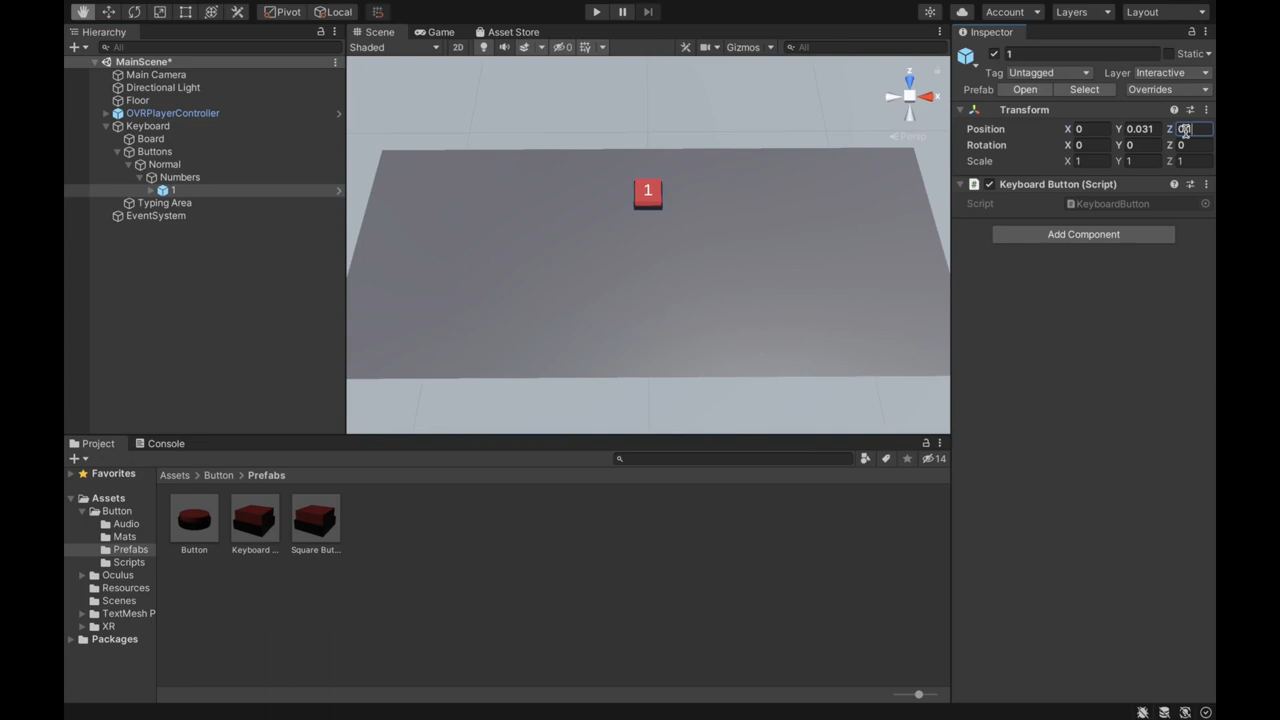 Pivot Local Account Layers Layout
Hierarchy Scene Game Asset Store Inspector
All Shaded 2D 0 Gizmos All 1 Static
MainScene*
Main Camera
Directional Light
Floor
OVRPlayerController
Keyboard
Board
Buttons
Normal
Numbers
1
Typing Area
EventSystem
z
x
Persp
1
Tag Untagged Layer Interactive
Prefab Open Select Overrides
Transform
Position X 0 Y 0.031 Z
Rotation X 0 Y 0 Z 0
Scale X 1 Y 1 Z 1
Keyboard Button (Script)
Script KeyboardButton
Add Component
Project Console
14
Favorites
Assets
Button
Audio
Mats
Prefabs
Scripts
Oculus
Resources
Scenes
TextMesh P
XR
Packages
Assets > Button > Prefabs
Button Keyboard ... Square But...